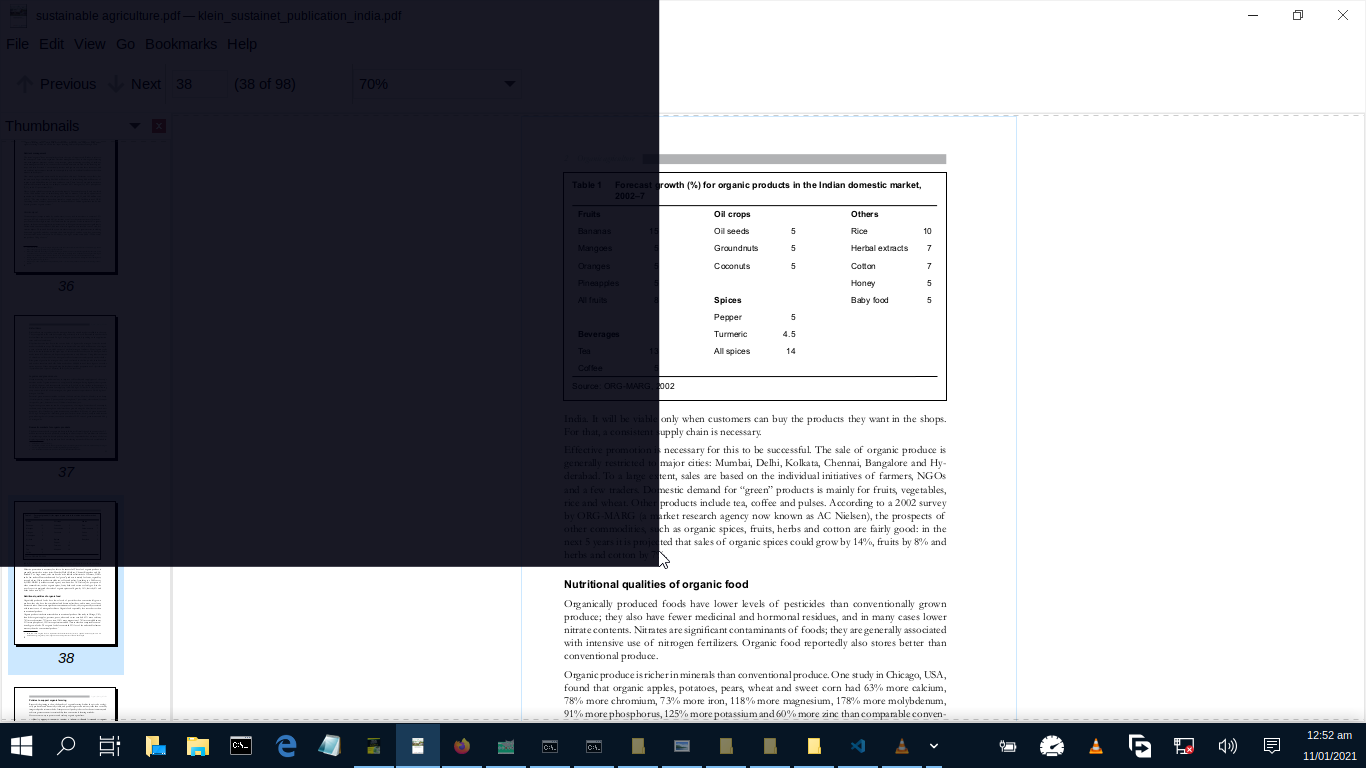 sustainable agriculture.pdf — klein_sustainet_publication_india.pdf
File Edit View Go Bookmarks Help
Previous Next 38 (38 of 98) 70%
Thumbnails
36
37
38
Table 1 Forecast growth (%) for organic products in the Indian domestic market,
2002–7
Fruits Oil crops Others
Bananas Oil seeds 5 Rice 10
Mangoes Groundnuts 5 Herbal extracts 7
Oranges Coconuts 5 Cotton 7
Pineapples Honey 5
All fruits Spices Baby food 5
Pepper 5
Beverages Turmeric 4.5
Tea All spices 14
Coffee
Source: ORG-MARG, 2002
India. It will be visible only when customers can buy the products they want in the shops.
For this, a consistent supply chain is necessary.
Effective promotion is necessary for this to be successful. The sale of organic produce is
generally restricted to major cities: Mumbai, Delhi, Kolkata, Chennai, Bangalore and Hy-
derabad. To a large extent, sales are based on the individual initiatives of farmers, NGOs
and a few traders. Domestic demand for “green” products is mainly for fruits, vegetables,
rice and wheat. Other products include tea, coffee and pulses. According to a 2002 survey
by ORG-MARG (a market research agency now known as AC Nielsen), the prospects of
other commodities, such as organic spices, fruits, herbs and cotton are fairly good: in the
next 5 years it is projected that sales of organic spices could grow by 14%, fruits by 8% and
herbs and cotton by 7
Nutritional qualities of organic food
Organically produced foods have lower levels of pesticides than conventionally grown
produce; they also have fewer medicinal and hormonal residues, and in many cases lower
nitrate contents. Nitrates are significant contaminants of foods; they are generally associated
with intensive use of nitrogen fertilizers. Organic food reportedly also stores better than
conventional produce.
Organic produce is richer in minerals than conventional produce. One study in Chicago, USA,
found that organic apples, potatoes, pears, wheat and sweet corn had 63% more calcium,
78% more chromium, 73% more iron, 118% more magnesium, 178% more molybdenum,
91% more phosphorus, 125% more potassium and 60% more zinc than comparable conven-
12:52 am
11/01/2021